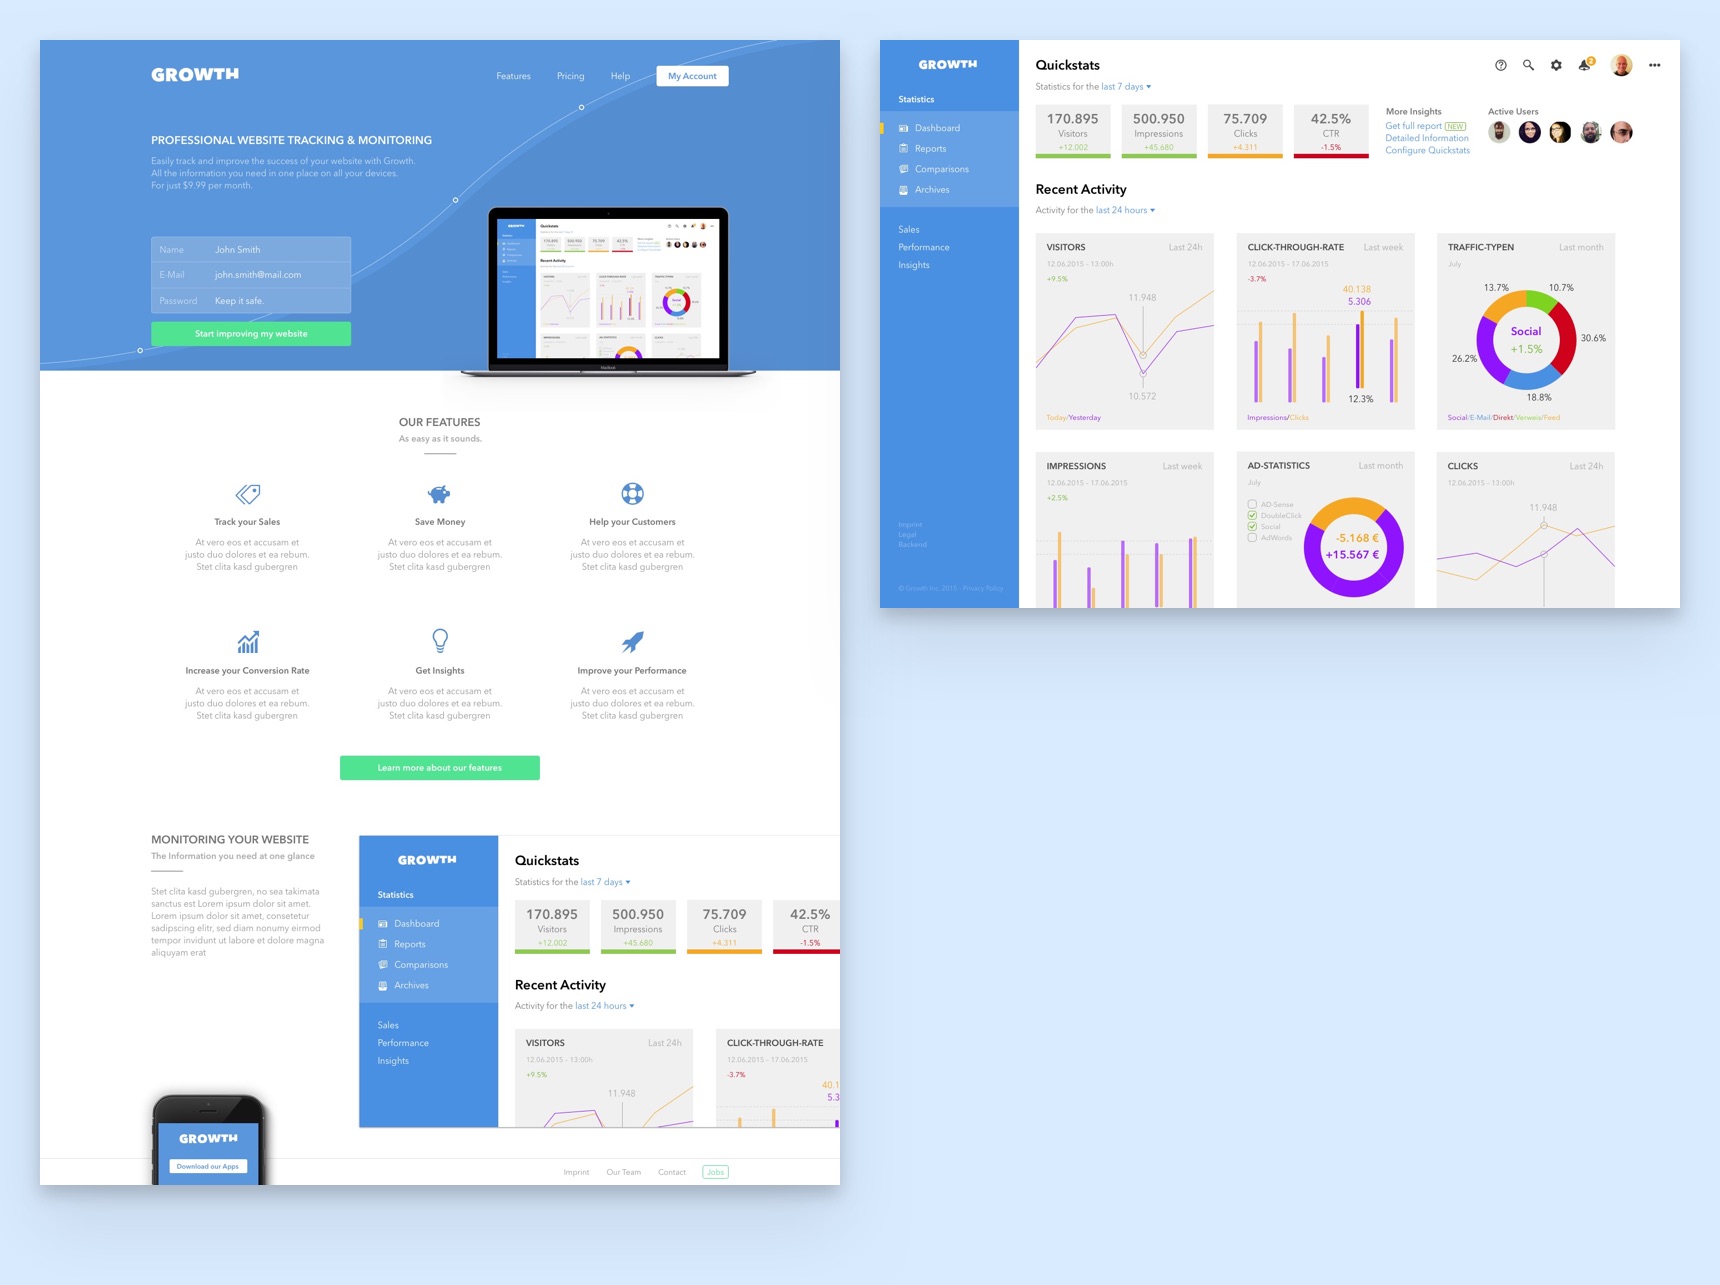 GROWTH
Features
Pricing
Help
My Account
PROFESSIONAL WEBSITE TRACKING & MONITORING
Easily track and improve the success of your website with Growth.
All the information you need in one place on all your devices.
For just $9.99 per month.
Name
John Smith
E-Mail
john.smith@mail.com
Password
Keep it safe.
Start improving my website
GROWTH
Quickstats
170.895
500.950
75.709
42.5%
Recent Activity
MacBook
OUR FEATURES
As easy as it sounds.
Track your Sales
At vero eos et accusam et
justo duo dolores et ea rebum.
Stet clita kasd gubergren
Save Money
At vero eos et accusam et
justo duo dolores et ea rebum.
Stet clita kasd gubergren
Help your Customers
At vero eos et accusam et
justo duo dolores et ea rebum.
Stet clita kasd gubergren
Increase your Conversion Rate
At vero eos et accusam et
justo duo dolores et ea rebum.
Stet clita kasd gubergren
Get Insights
At vero eos et accusam et
justo duo dolores et ea rebum.
Stet clita kasd gubergren
Improve your Performance
At vero eos et accusam et
justo duo dolores et ea rebum.
Stet clita kasd gubergren
Learn more about our features
MONITORING YOUR WEBSITE
The Information you need at one glance
Stet clita kasd gubergren, no sea takimata
sanctus est Lorem ipsum dolor sit amet.
Lorem ipsum dolor sit amet, consetetur
sadipscing elitr, sed diam nonumy eirmod
tempor invidunt ut labore et dolore magna
aliquyam erat
GROWTH
Statistics
Dashboard
Reports
Comparisons
Archives
Sales
Performance
Insights
Quickstats
Statistics for the last 7 days
170.895
Visitors
+12.002
500.950
Impressions
+45.680
75.709
Clicks
+4.311
42.5%
CTR
-1.5%
Recent Activity
Activity for the last 24 hours
VISITORS
Last 24h
12.06.2015 - 13:00h
+9.5%
11.948
CLICK-THROUGH-RATE
12.06.2015 - 17.06.2015
-3.7%
40.1
5.3
GROWTH
Download our Apps
Imprint
Our Team
Contact
Jobs
GROWTH
Statistics
Dashboard
Reports
Comparisons
Archives
Sales
Performance
Insights
Imprint
Legal
Backend
© Growth Inc. 2015 - Privacy Policy
Quickstats
Statistics for the last 7 days
2
170.895
Visitors
+12.002
500.950
Impressions
+45.680
75.709
Clicks
+4.311
42.5%
CTR
-1.5%
More Insights
Get full report NEW
Detailed Information
Configure Quickstats
Active Users
Recent Activity
Activity for the last 24 hours
VISITORS
Last 24h
12.06.2015 - 13:00h
+9.5%
11.948
10.572
Today/Yesterday
CLICK-THROUGH-RATE
Last week
12.06.2015 - 17.06.2015
-3.7%
40.138
5.306
12.3%
Impressions/Clicks
TRAFFIC-TYPEN
Last month
July
13.7%
10.7%
Social
+1.5%
30.6%
26.2%
18.8%
Social/E-Mail/Direkt/Verweis/Feed
IMPRESSIONS
Last week
12.06.2015 - 17.06.2015
+2.5%
AD-STATISTICS
Last month
July
AD-Sense
DoubleClick
Social
AdWords
-5.168 €
+15.567 €
CLICKS
Last 24h
12.06.2015 - 13:00h
11.948